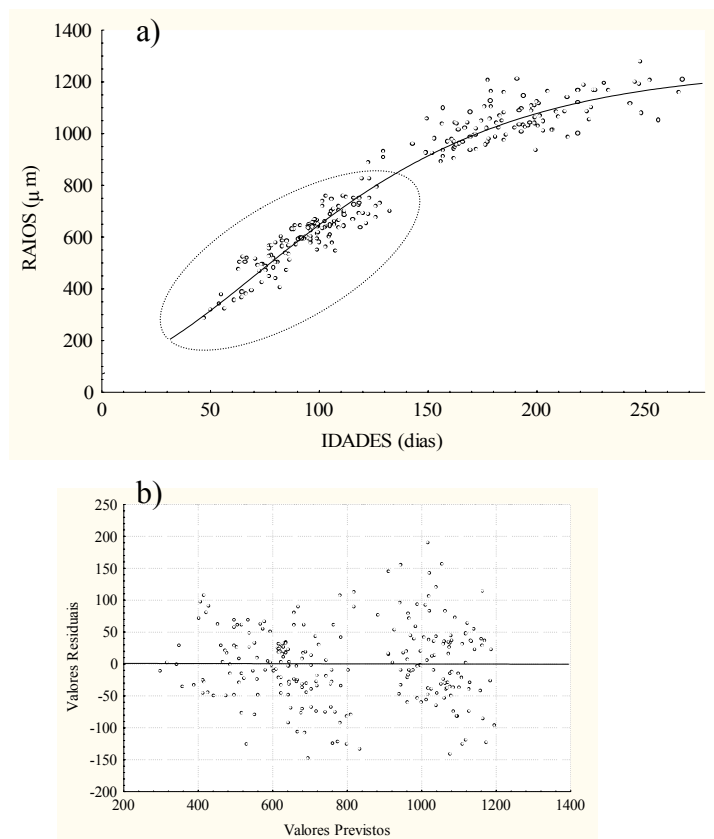 a)
1400
1200
1000
800
600
400
200
0
RAIOS (μ m)
0 50 100 150 200 250
IDADES (dias)
b)
250
200
150
100
50
0
-50
-100
-150
-200
Valores Residuais
200 400 600 800 1000 1200 1400
Valores Previstos